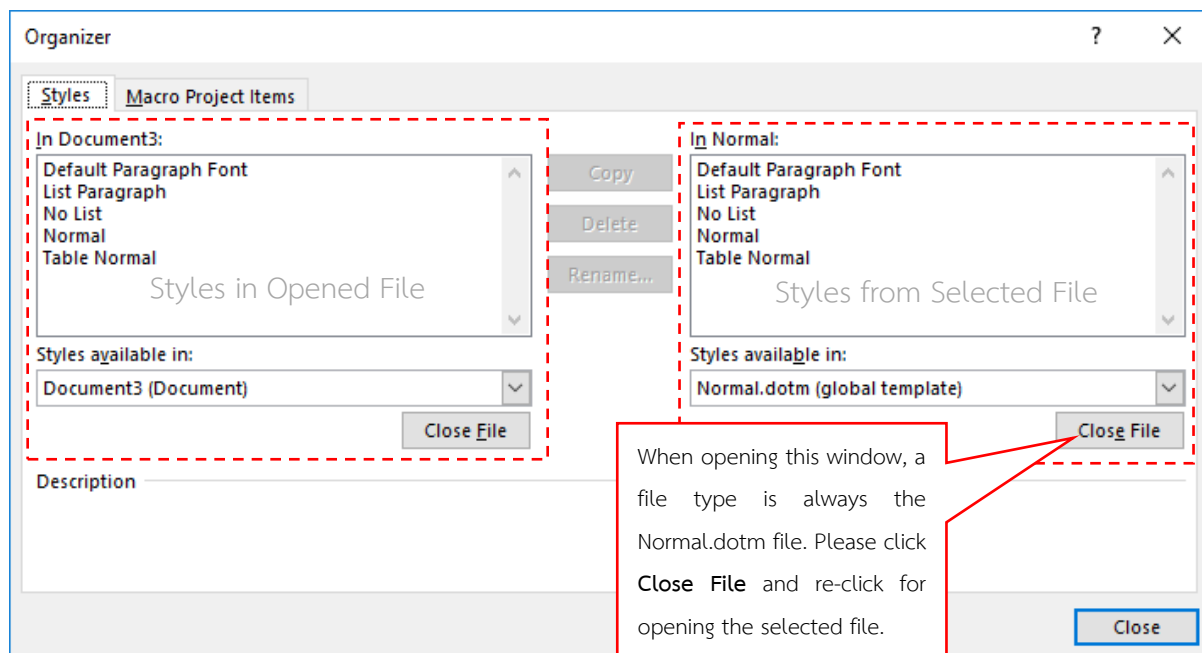 Organizer
?
Styles
Macro Project Items
In Document3:
Default Paragraph Font
List Paragraph
No List
Normal
Table Normal
Styles in Opened File
Styles available in:
Document3 (Document)
Close File
Copy
Delete
Rename...
In Normal:
Default Paragraph Font
List Paragraph
No List
Normal
Table Normal
Styles from Selected File
Styles available in:
Normal.dotm (global template)
Close File
Description
When opening this window, a
file type is always the
Normal.dotm file. Please click
Close File and re-click for
opening the selected file.
Close